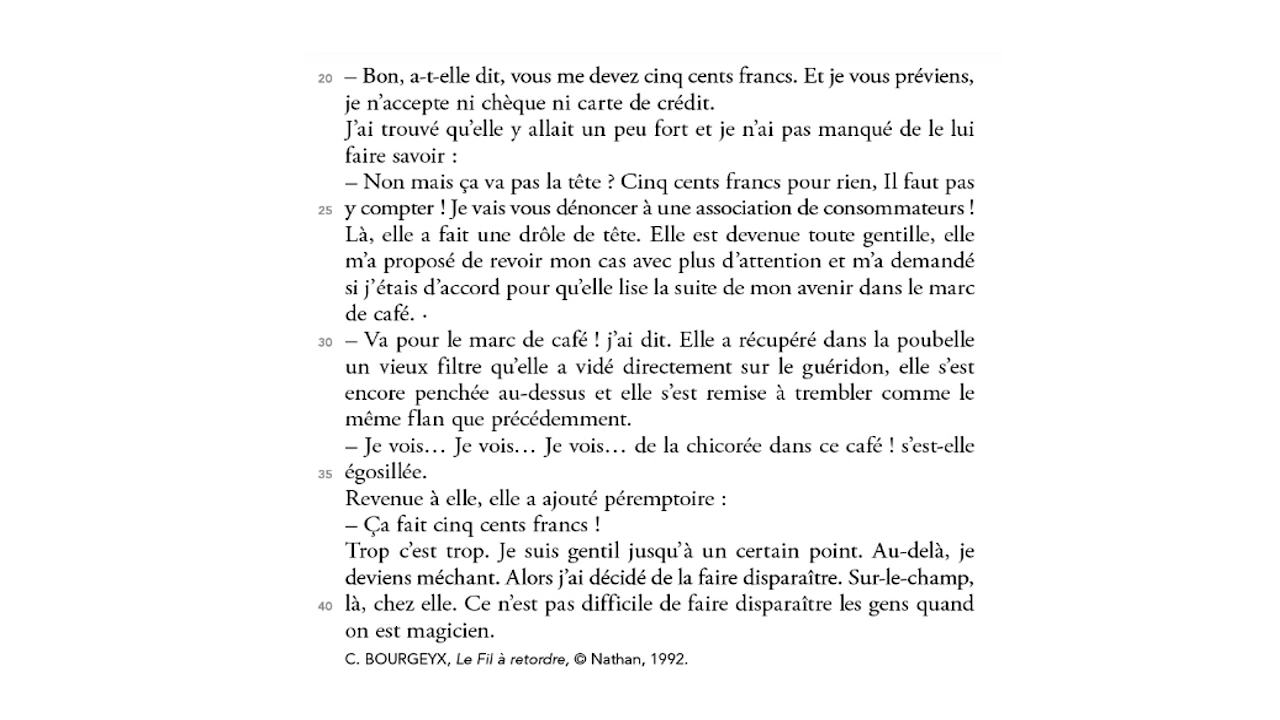 20 – Bon, a-t-elle dit, vous me devez cinq cents francs. Et je vous préviens,
je n'accepte ni chèque ni carte de crédit.
J'ai trouvé qu'elle y allait un peu fort et je n'ai pas manqué de le lui
faire savoir :
– Non mais ça va pas la tête ? Cinq cents francs pour rien, Il faut pas
25 y compter ! Je vais vous dénoncer à une association de consommateurs !
Là, elle a fait une drôle de tête. Elle est devenue toute gentille, elle
m'a proposé de revoir mon cas avec plus d'attention et m'a demandé
si j'étais d'accord pour qu'elle lise la suite de mon avenir dans le marc
de café. ·
30 – Va pour le marc de café ! j'ai dit. Elle a récupéré dans la poubelle
un vieux filtre qu'elle a vidé directement sur le guéridon, elle s'est
encore penchée au-dessus et elle s'est remise à trembler comme le
même flan que précédemment.
– Je vois… Je vois… Je vois… de la chicorée dans ce café ! s'est-elle
35 égosillée.
Revenue à elle, elle a ajouté péremptoire :
– Ça fait cinq cents francs !
Trop c'est trop. Je suis gentil jusqu'à un certain point. Au-delà, je
deviens méchant. Alors j'ai décidé de la faire disparaître. Sur-le-champ,
40 là, chez elle. Ce n'est pas difficile de faire disparaître les gens quand
on est magicien.
C. BOURGEYX, Le Fil à retordre, © Nathan, 1992.